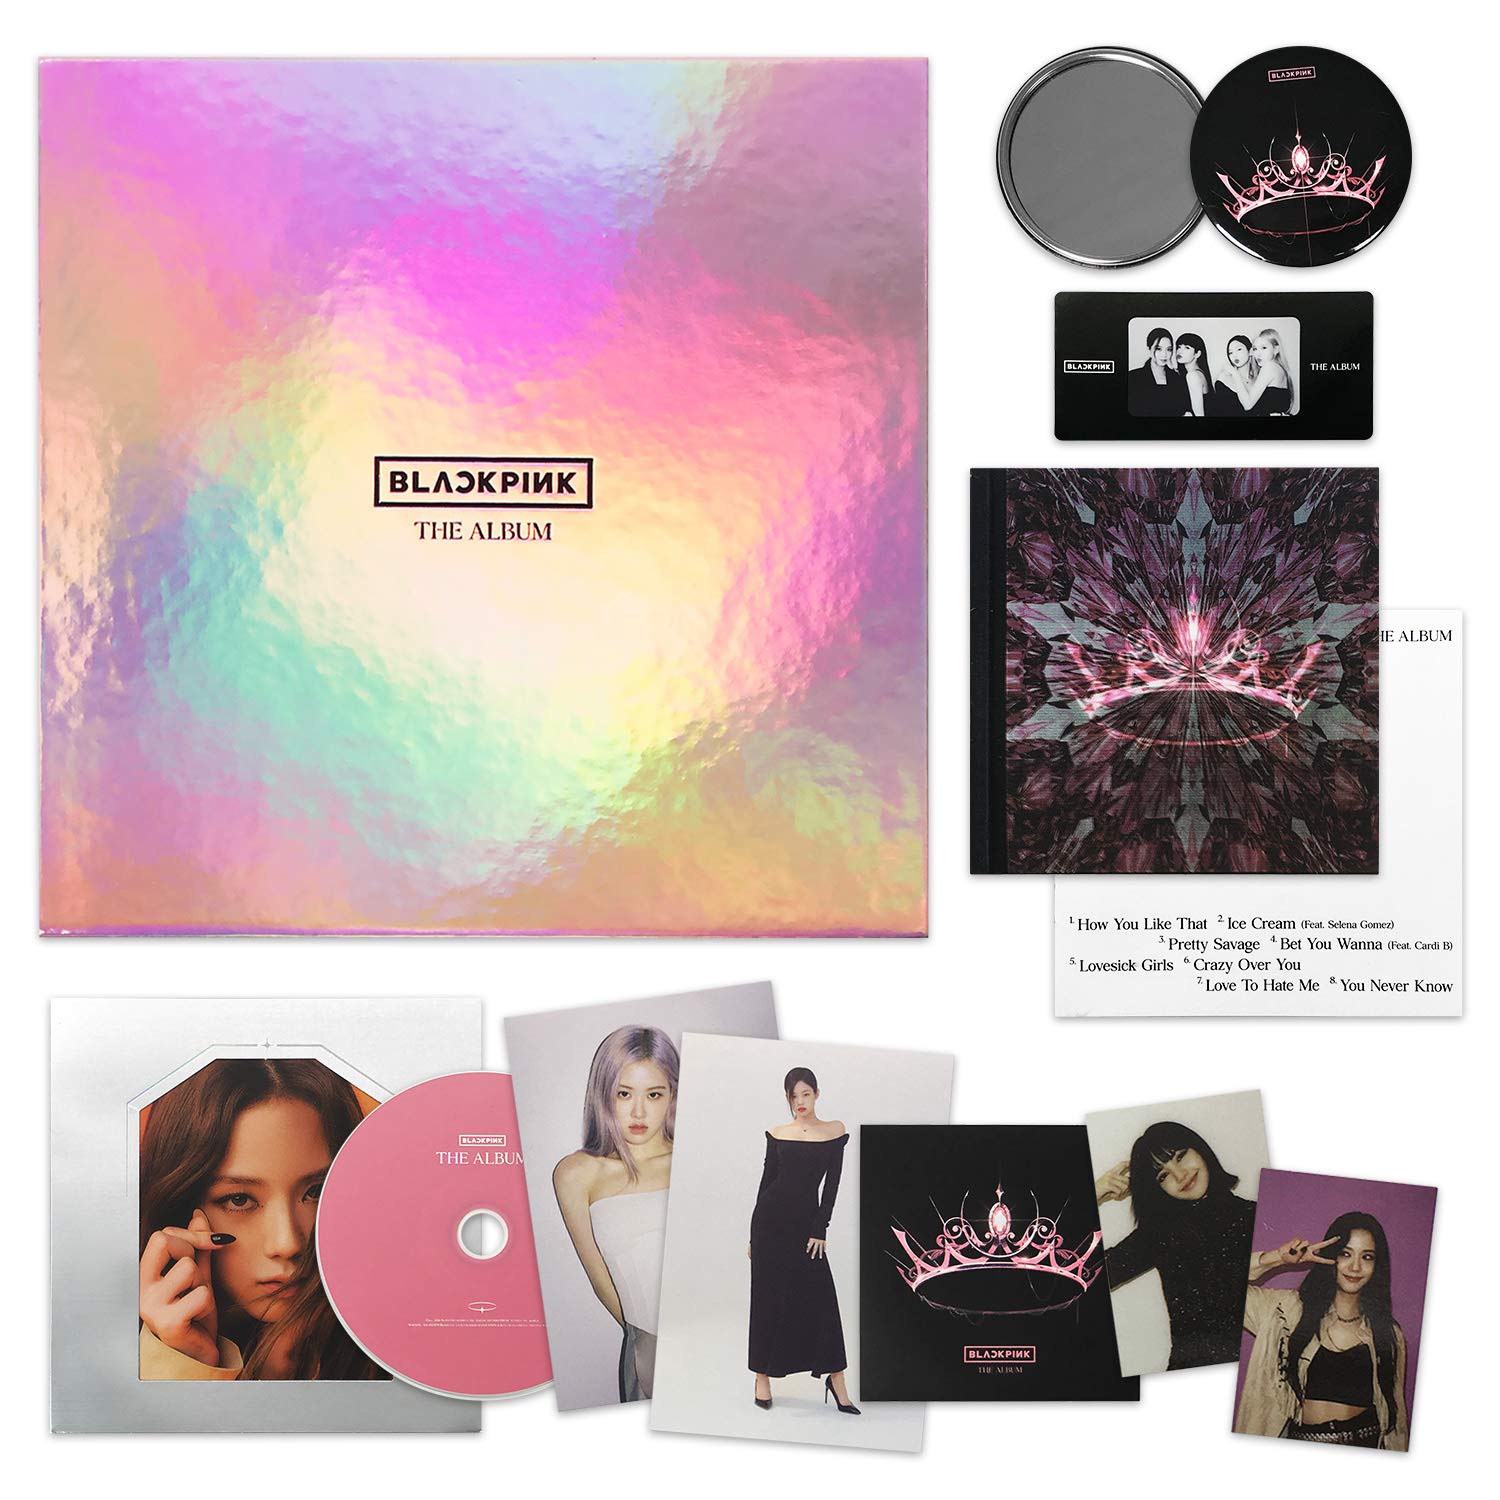 BLACKPINK
THE ALBUM
BLACKPINK
BLACKPINK
THE ALBUM
HE ALBUM
1. How You Like That 2. Ice Cream (Feat. Selena Gomez)
3. Pretty Savage 4. Bet You Wanna (Feat. Cardi B)
5. Lovesick Girls 6. Crazy Over You
7. Love To Hate Me 8. You Never Know
BLACKPINK
THE ALBUM
BLACKPINK
THE ALBUM